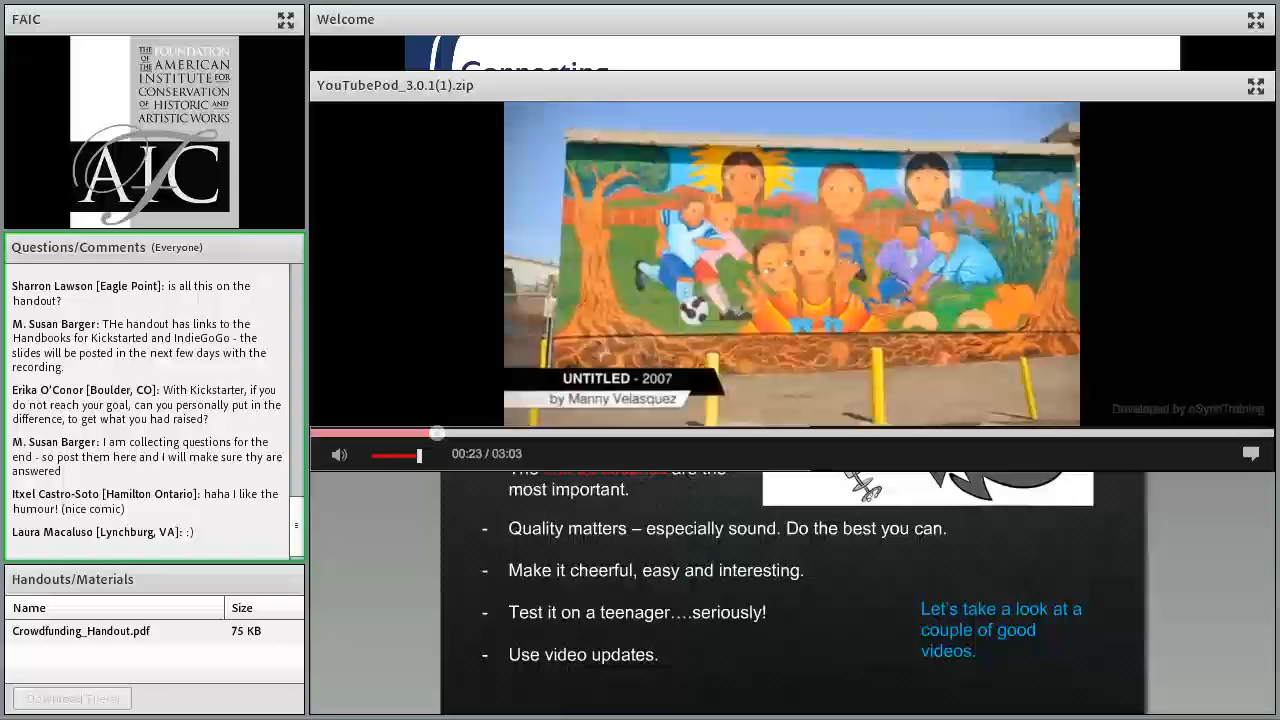 FAIC
THE
FOUNDATION
OF THE
AMERICAN
INSTITUTE FOR
CONSERVATION
OF HISTORIC AND
ARTISTIC WORKS
AIC
Questions/Comments (Everyone)
Sharron Lawson [Eagle Point]: is all this on the
handout?
M. Susan Barger: THe handout has links to the
Handbooks for Kickstarted and IndieGoGo - the
slides will be posted in the next few days with the
recording.
Erika O'Conor [Boulder, CO]: With Kickstarter, if you
do not reach your goal, can you personally put in the
difference, to get what you had raised?
M. Susan Barger: I am collecting questions for the
end - so post them here and I will make sure thy are
answered
Itxel Castro-Soto [Hamilton Ontario]: haha I like the
humour! (nice comic)
Laura Macaluso [Lynchburg, VA]: :)
Handouts/Materials
Name Size
Crowdfunding_Handout.pdf 75 KB
Download File(s)
Welcome
Connecting
YouTubePod_3.0.1(1).zip
UNTITLED - 2007
by Manny Velasquez
Developed by eSyncTraining
00:23 / 03:03
are the
most important.
- Quality matters – especially sound. Do the best you can.
- Make it cheerful, easy and interesting.
- Test it on a teenager….seriously!
- Use video updates.
Let's take a look at a
couple of good
videos.